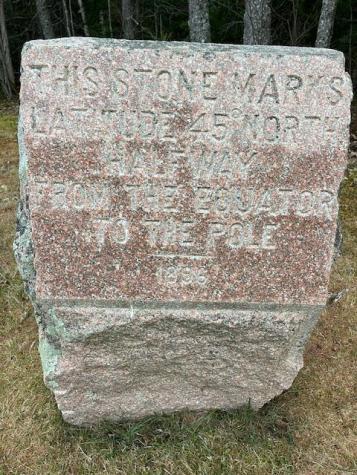 THIS STONE MARKS
LATITUDE 45° NORTH
HALF WAY
FROM THE EQUATOR
TO THE POLE
1896